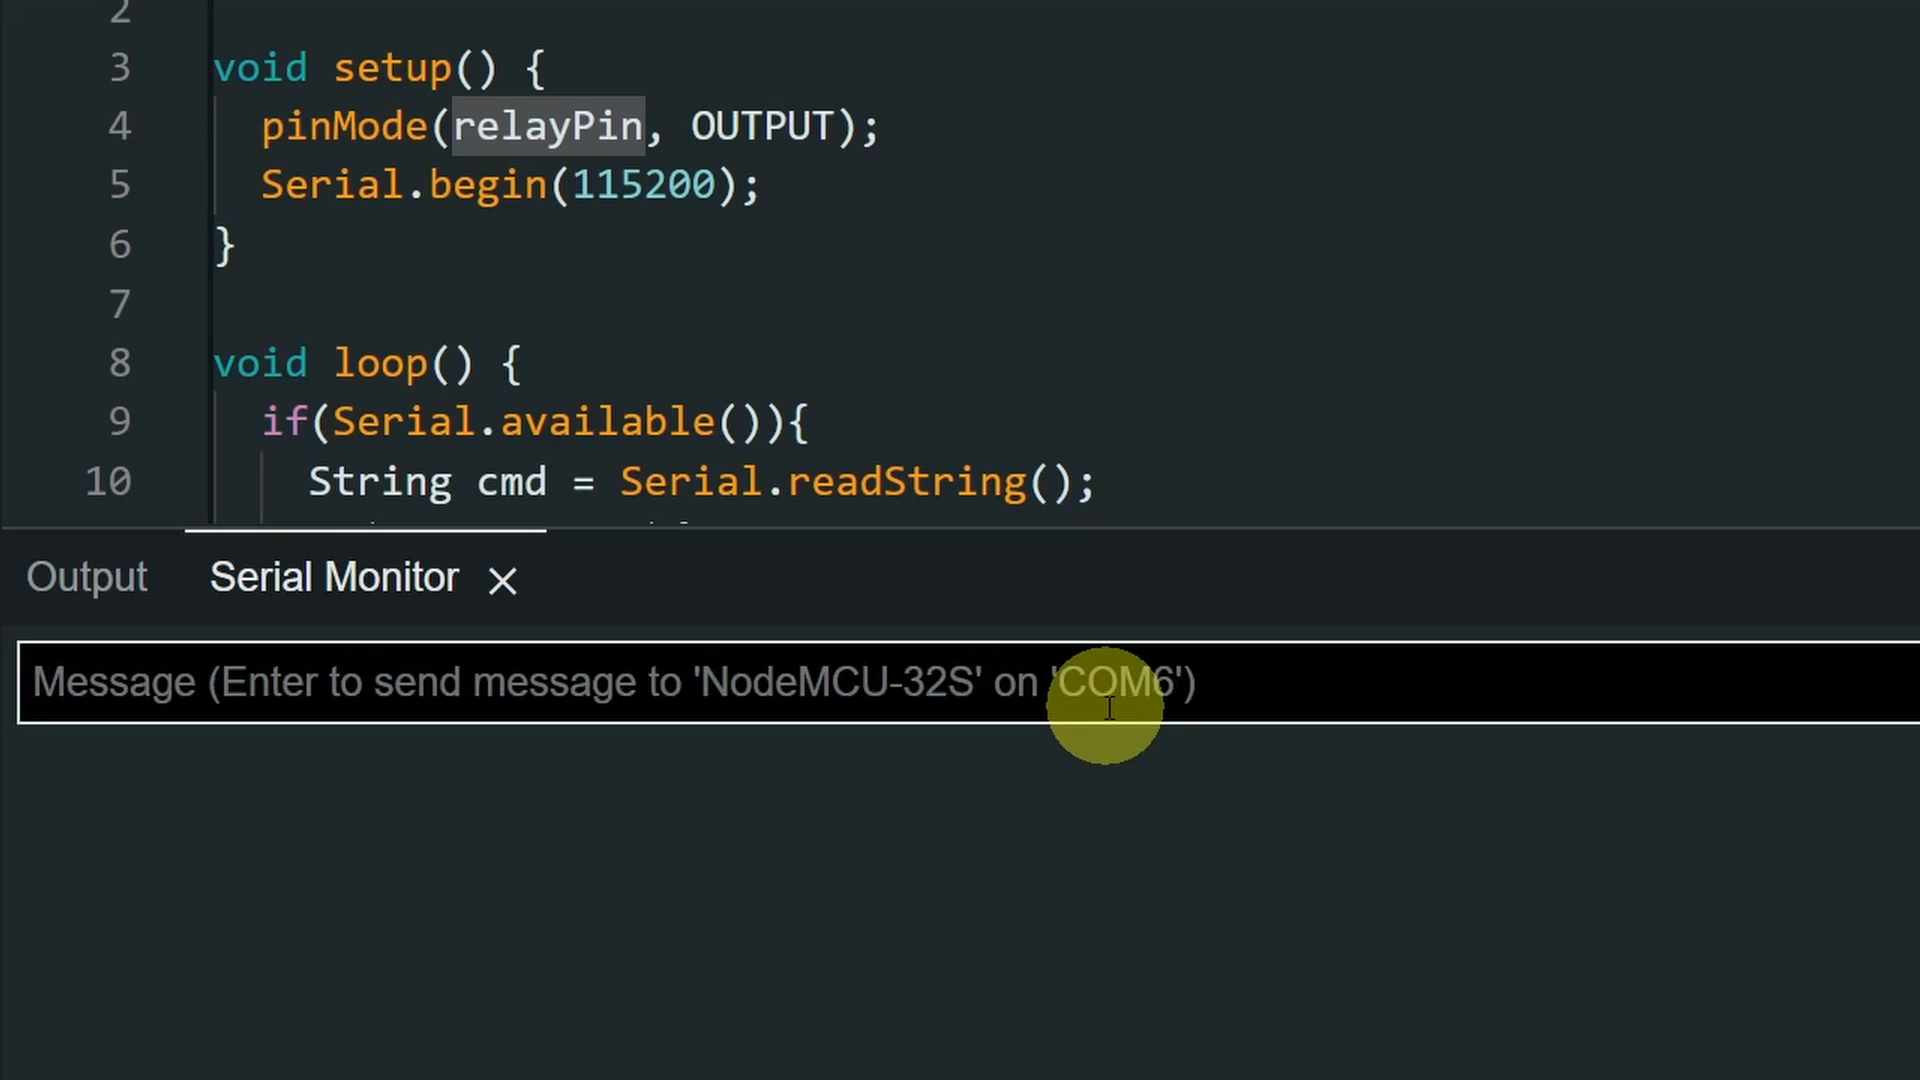 2
3 void setup() {
4 pinMode(relayPin, OUTPUT);
5 Serial.begin(115200);
6 }
7
8 void loop() {
9 if(Serial.available()){
10 String cmd = Serial.readString();
Output Serial Monitor
Message (Enter to send message to 'NodeMCU-32S' on 'COM6')